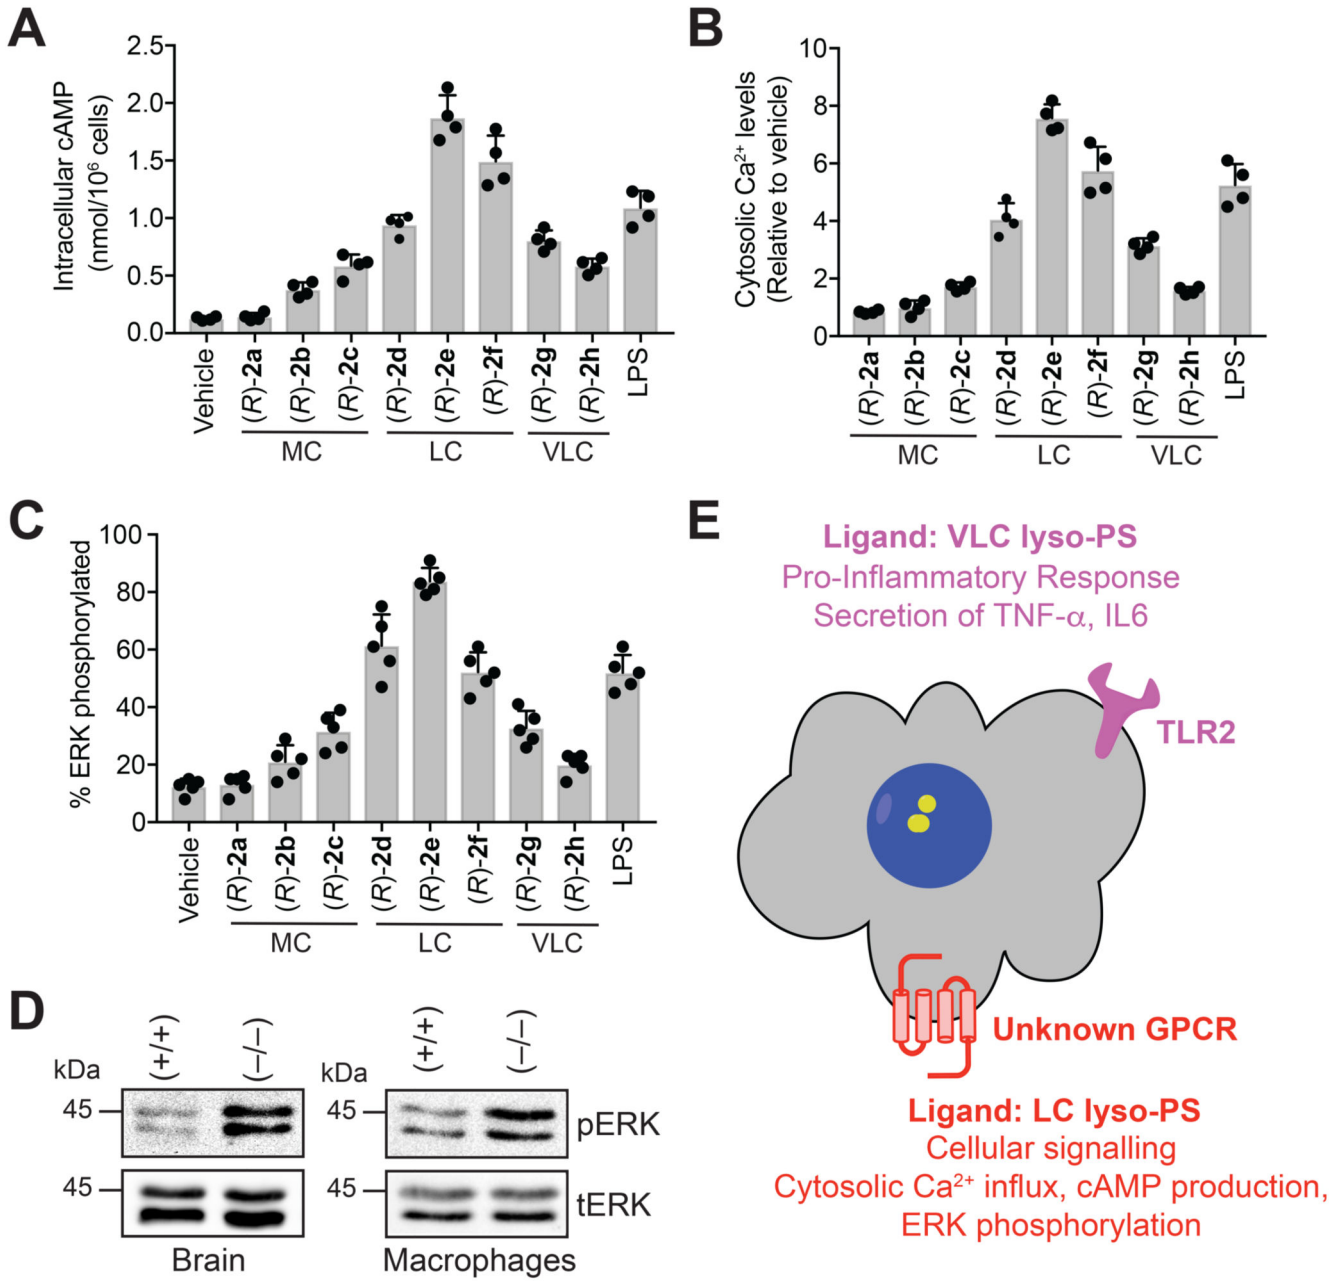 A
Intracellular cAMP
(nmol/10⁶ cells)
2.5
2.0
1.5
1.0
0.5
0.0
Vehicle
(R)-2a
(R)-2b
(R)-2c
(R)-2d
(R)-2e
(R)-2f
(R)-2g
(R)-2h
LPS
MC
LC
VLC
B
Cytosolic Ca²⁺ levels
(Relative to vehicle)
10
8
6
4
2
0
(R)-2a
(R)-2b
(R)-2c
(R)-2d
(R)-2e
(R)-2f
(R)-2g
(R)-2h
LPS
MC
LC
VLC
C
% ERK phosphorylated
100
80
60
40
20
0
Vehicle
(R)-2a
(R)-2b
(R)-2c
(R)-2d
(R)-2e
(R)-2f
(R)-2g
(R)-2h
LPS
MC
LC
VLC
D
kDa
(+/+)
(–/–)
45
45
Brain
kDa
(+/+)
(–/–)
45
pERK
45
tERK
Macrophages
E
Ligand: VLC lyso-PS
Pro-Inflammatory Response
Secretion of TNF-α, IL6
TLR2
Unknown GPCR
Ligand: LC lyso-PS
Cellular signalling
Cytosolic Ca²⁺ influx, cAMP production,
ERK phosphorylation